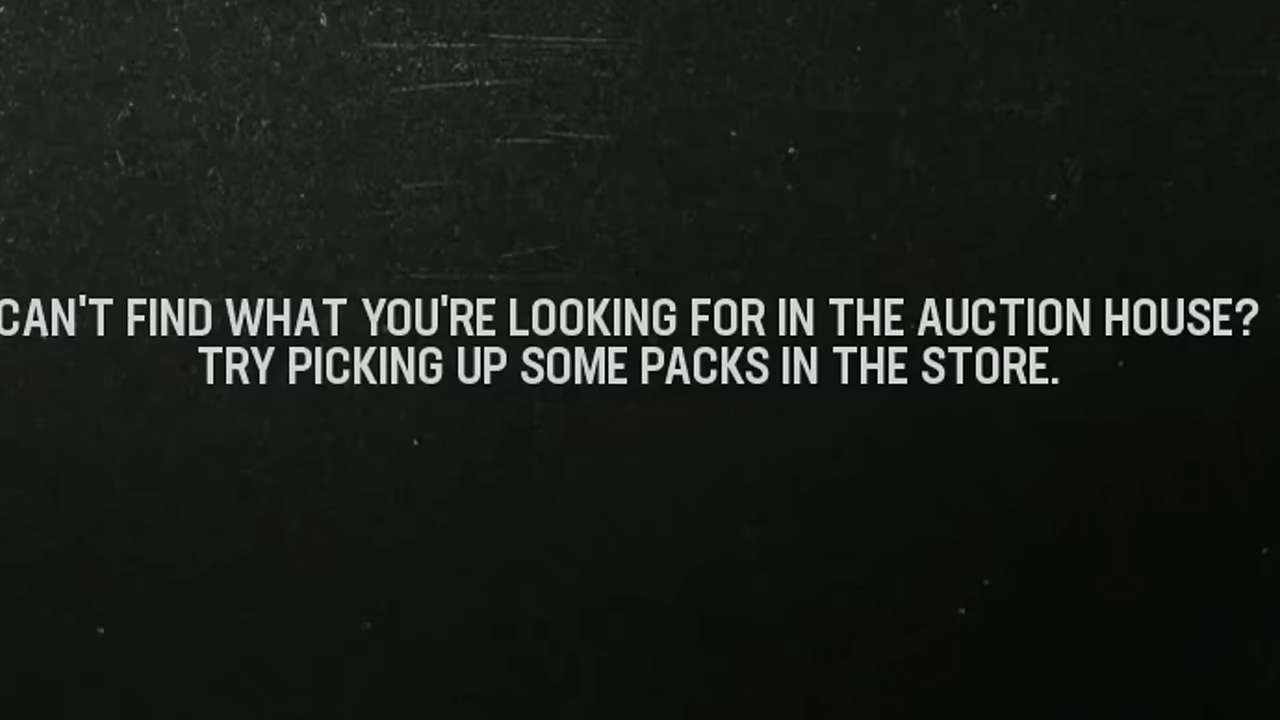 CAN'T FIND WHAT YOU'RE LOOKING FOR IN THE AUCTION HOUSE?
TRY PICKING UP SOME PACKS IN THE STORE.